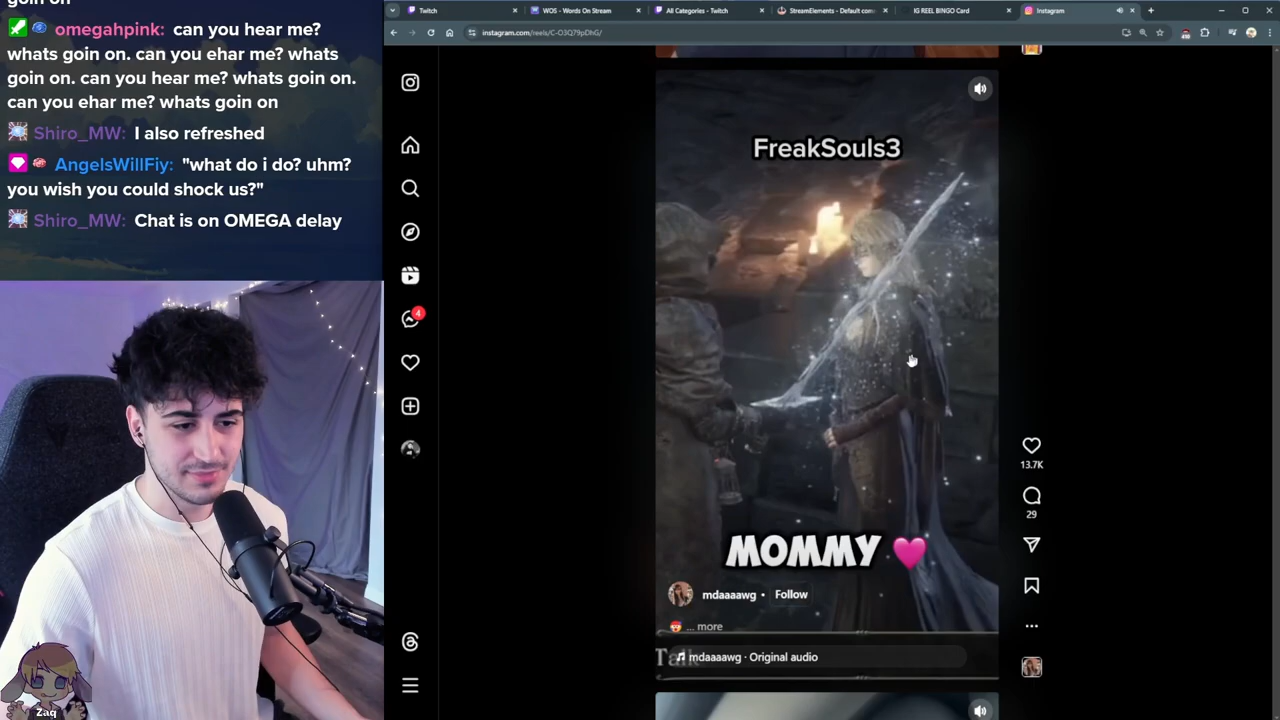 goin on
omegahpink: can you hear me?
whats goin on. can you ehar me? whats
goin on. can you hear me? whats goin on.
can you ehar me? whats goin on
Shiro_MW: I also refreshed
AngelsWillFly: "what do i do? uhm?
you wish you could shock us?"
Shiro_MW: Chat is on OMEGA delay
Zaq
Twitch
WOS - Words On Stream
All Categories - Twitch
StreamElements - Default com
IG REEL BINGO Card
Instagram
instagram.com/reels/C-O3Q79pDhG/
4
FreakSouls3
MOMMY
mdaaaawg • Follow
... more
Talk
mdaaaawg · Original audio
13.7K
29